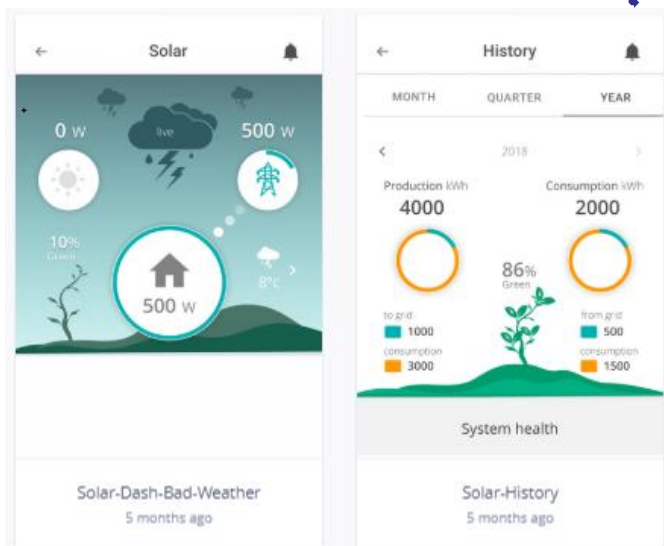 Solar
0 W
live
500 W
10%
Green
8°C
500 W
Solar-Dash-Bad-Weather
5 months ago
History
MONTH QUARTER YEAR
2018
Production kWh
4000
Consumption kWh
2000
86%
Green
to grid
1000
consumption
3000
from grid
500
consumption
1500
System health
Solar-History
5 months ago